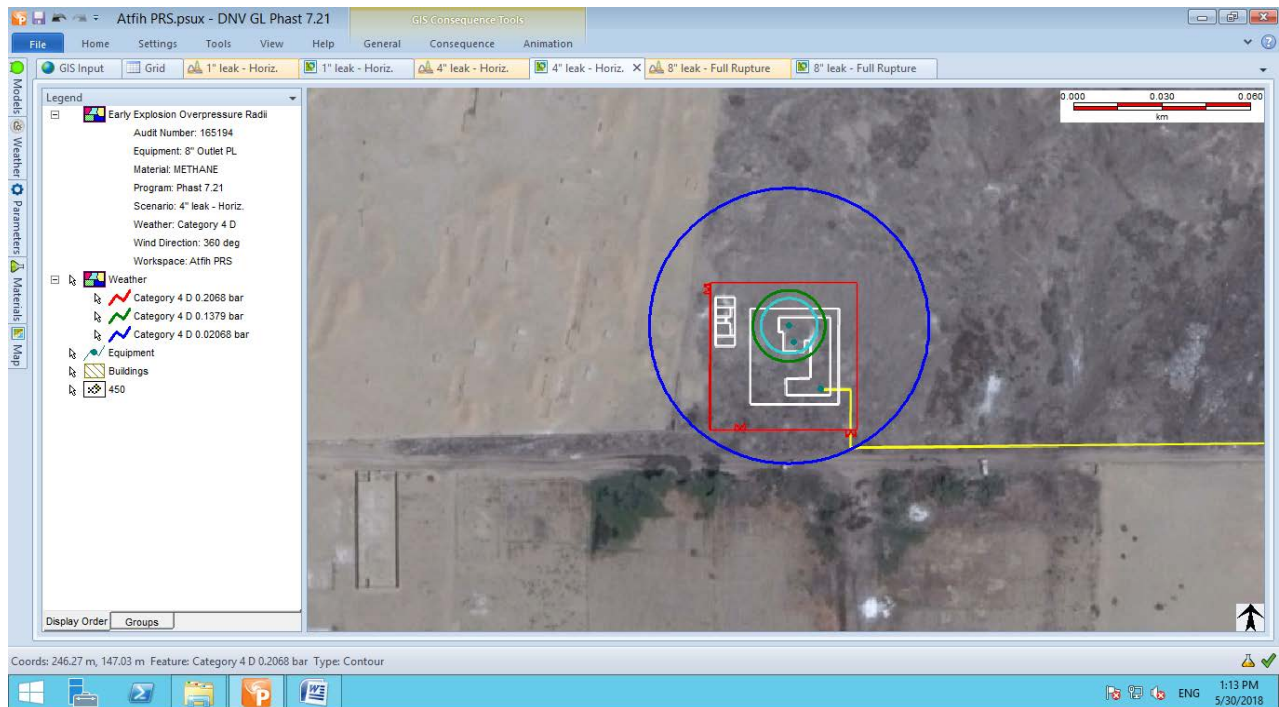 Atfih PRS.psux - DNV GL Phast 7.21
GIS Consequence Tools
File Home Settings Tools View Help General Consequence Animation
GIS Input Grid 1" leak - Horiz. 1" leak - Horiz. 4" leak - Horiz. 4" leak - Horiz. 8" leak - Full Rupture 8" leak - Full Rupture
Models
Weather
Parameters
Materials
Map
Legend
Early Explosion Overpressure Radii
Audit Number: 165194
Equipment: 8" Outlet PL
Material: METHANE
Program: Phast 7.21
Scenario: 4" leak - Horiz.
Weather: Category 4 D
Wind Direction: 360 deg
Workspace: Atfih PRS
Weather
Category 4 D 0.2068 bar
Category 4 D 0.1379 bar
Category 4 D 0.02068 bar
Equipment
Buildings
450
0.000 0.030 0.060
km
Display Order Groups
Coords: 246.27 m, 147.03 m Feature: Category 4 D 0.2068 bar Type: Contour
ENG
1:13 PM
5/30/2018